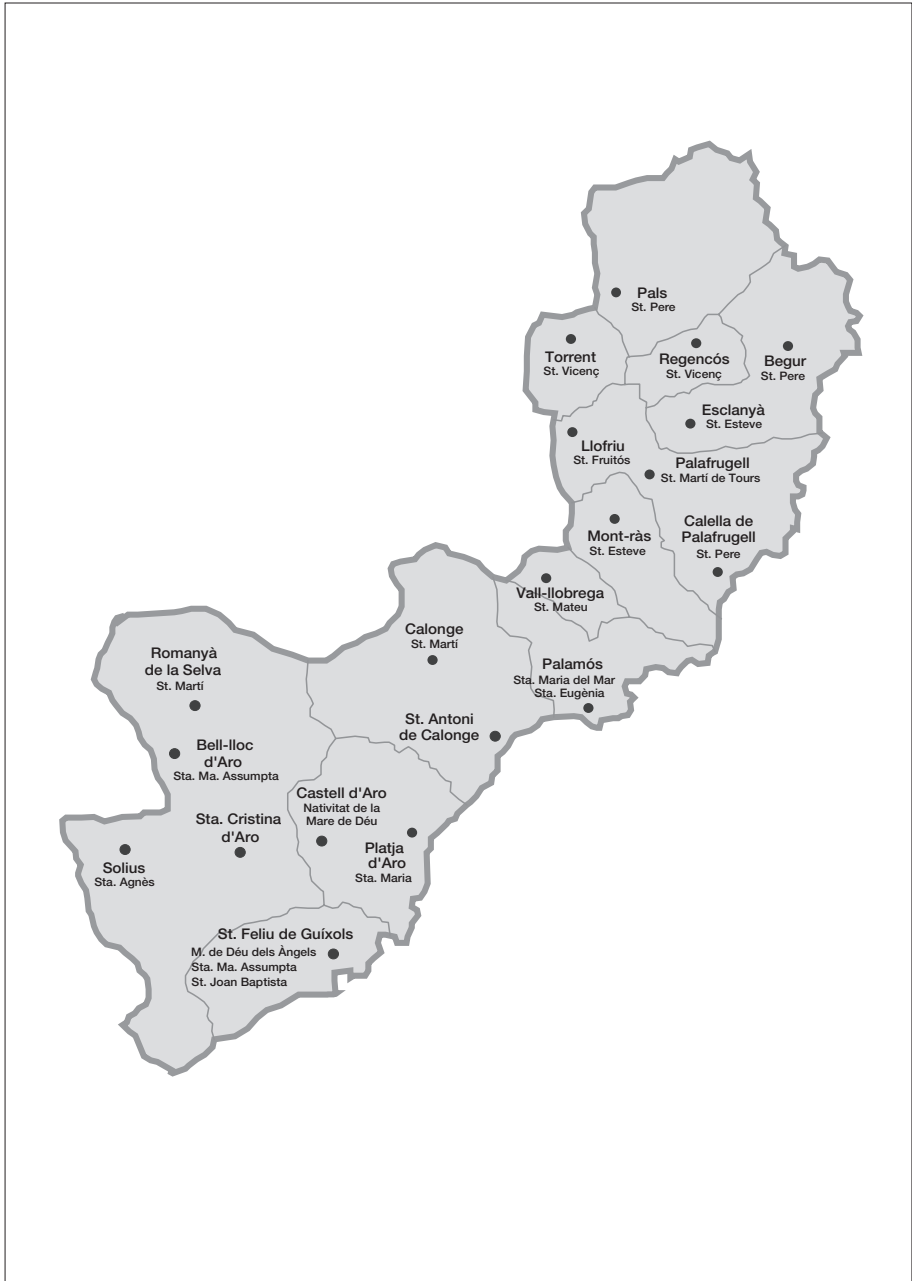 Pals
St. Pere
Torrent
St. Vicenç
Regencós
St. Vicenç
Begur
St. Pere
Esclanyà
St. Esteve
Llofriu
St. Fruitós
Palafrugell
St. Martí de Tours
Mont-ràs
St. Esteve
Calella de
Palafrugell
St. Pere
Vall-llobrega
St. Mateu
Calonge
St. Martí
Palamós
Sta. Maria del Mar
Sta. Eugènia
Romanyà
de la Selva
St. Martí
St. Antoni
de Calonge
Bell-lloc
d'Aro
Sta. Ma. Assumpta
Castell d'Aro
Nativitat de la
Mare de Déu
Sta. Cristina
d'Aro
Platja
d'Aro
Sta. Maria
Solius
Sta. Agnès
St. Feliu de Guíxols
M. de Déu dels Àngels
Sta. Ma. Assumpta
St. Joan Baptista